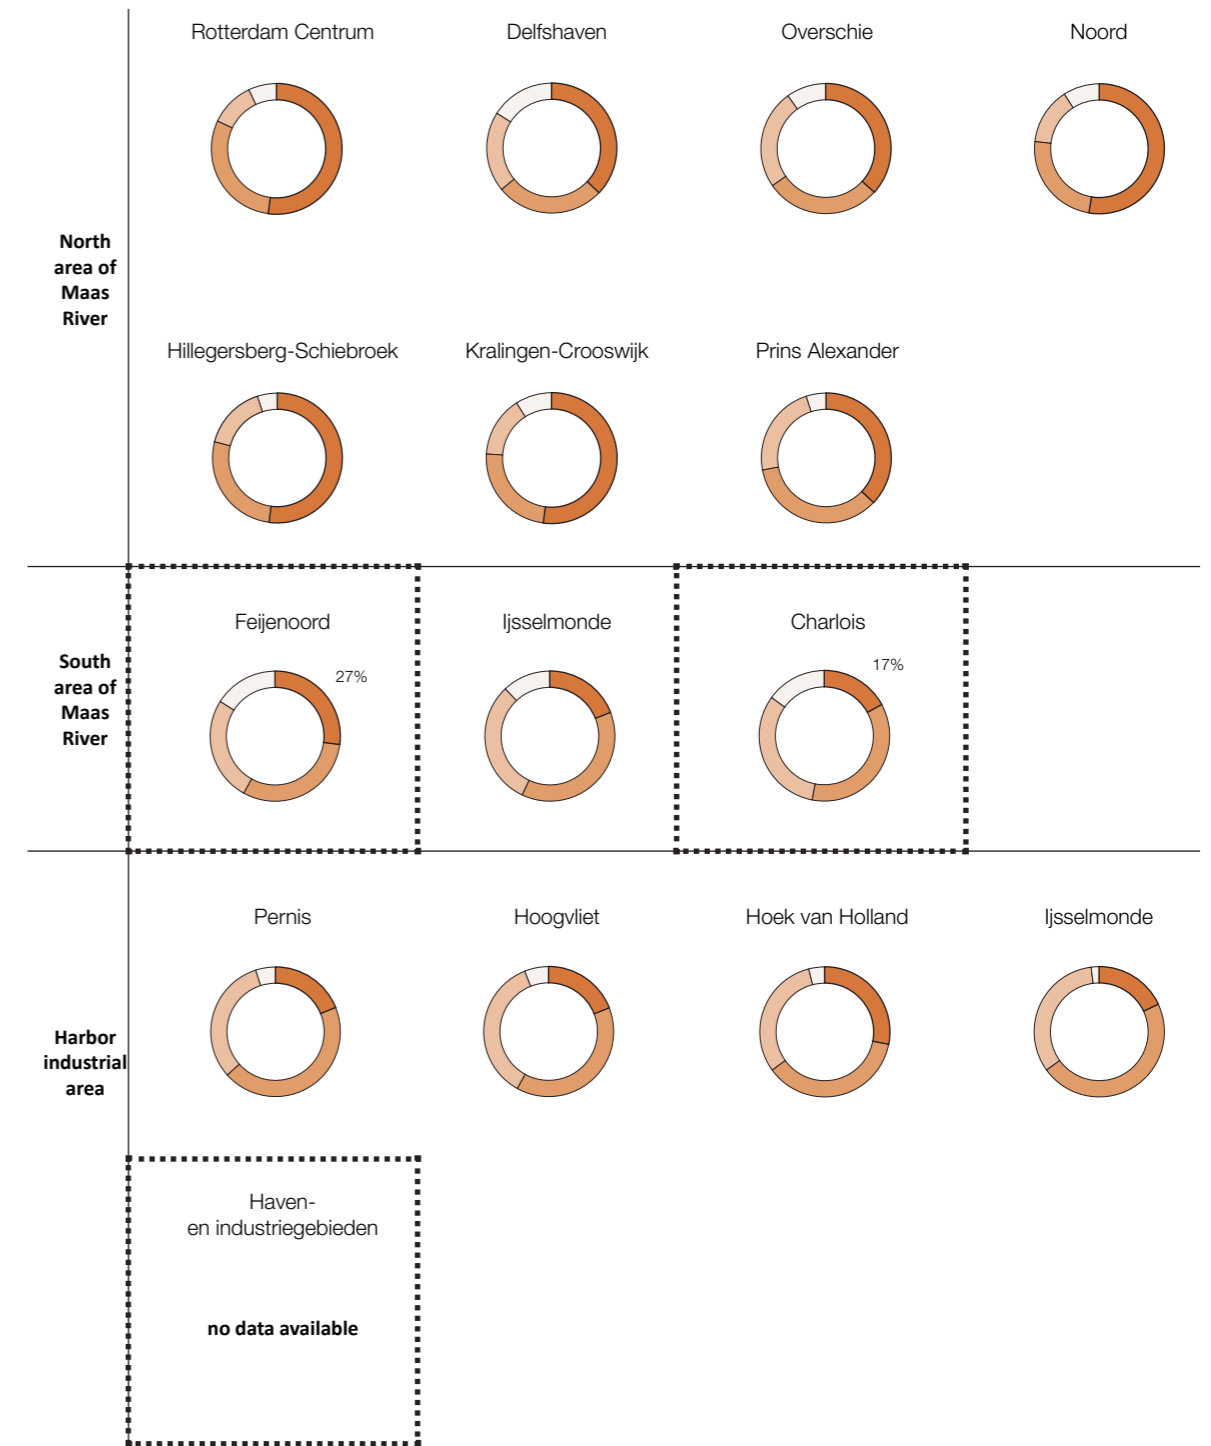 Rotterdam Centrum
Delfshaven
Overschie
Noord
North
area of
Maas
River
Hillegersberg-Schiebroek
Kralingen-Crooswijk
Prins Alexander
Feijenoord
Ijsselmonde
Charlois
27%
17%
South
area of
Maas
River
Pernis
Hoogvliet
Hoek van Holland
Ijsselmonde
Harbor
industrial
area
Haven-
en industriegebieden
no data available